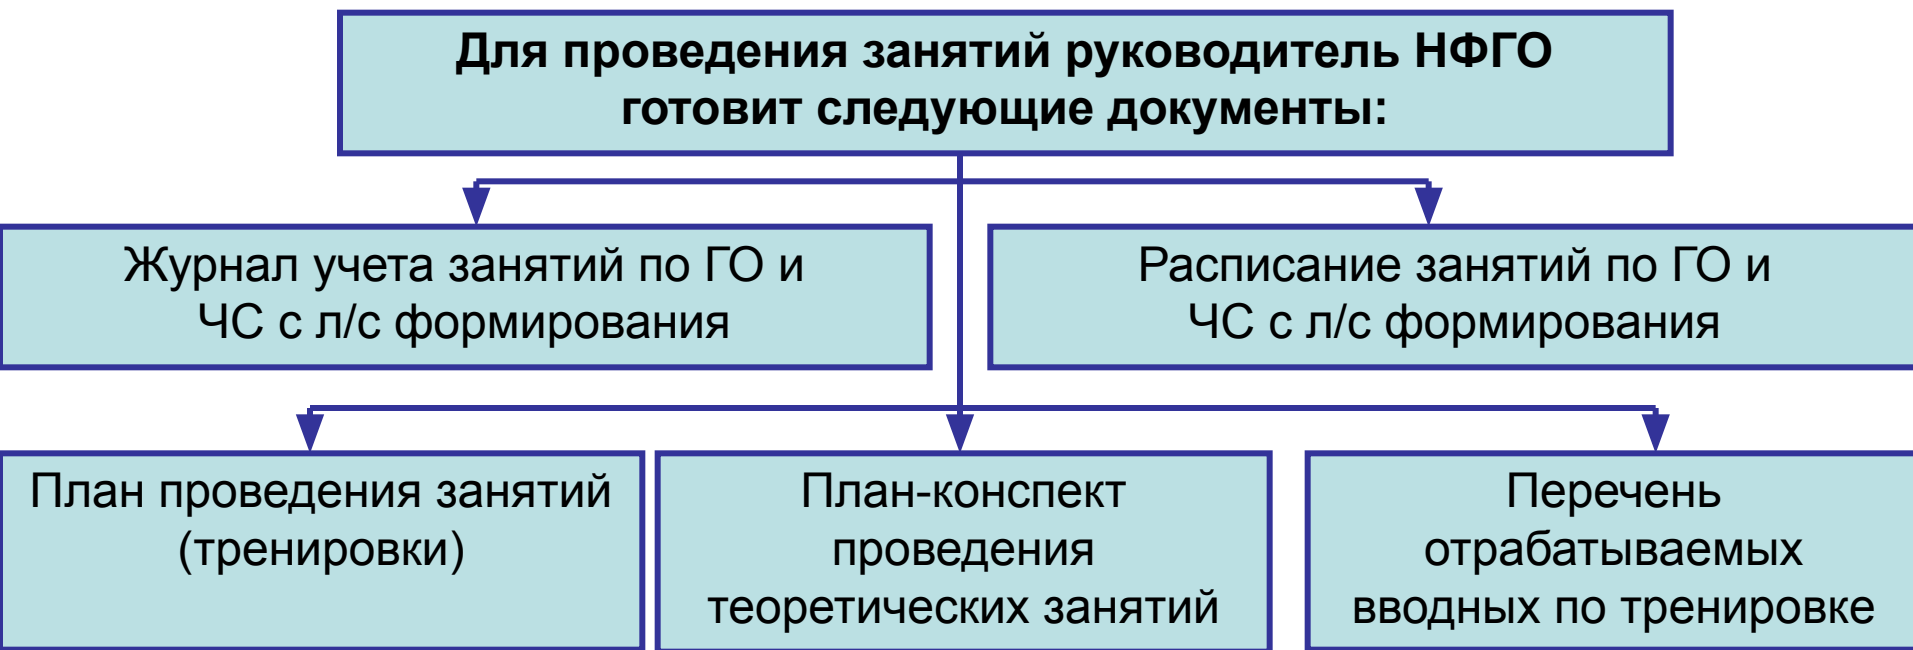 Для проведения занятий руководитель НФГО
готовит следующие документы:
Журнал учета занятий по ГО и
ЧС с л/с формирования
Расписание занятий по ГО и
ЧС с л/с формирования
План проведения занятий
(тренировки)
План-конспект
проведения
теоретических занятий
Перечень
отрабатываемых
вводных по тренировке